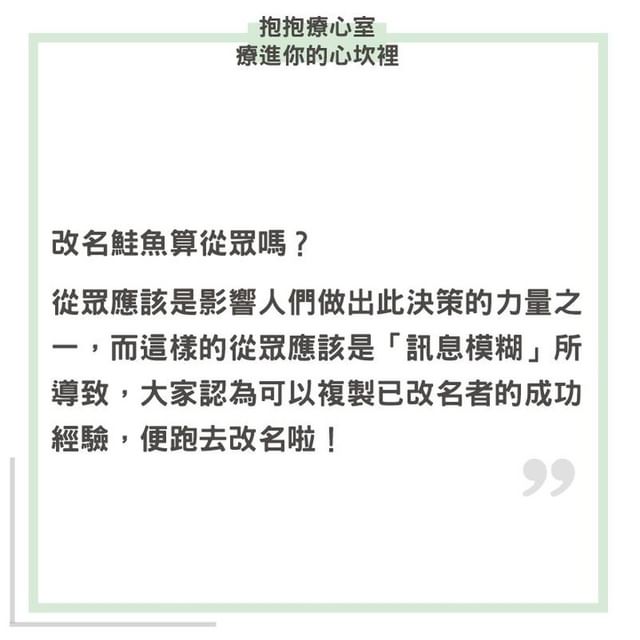 抱抱療心室
療進你的心坎裡
改名鮭魚算從眾嗎？
從眾應該是影響人們做出此決策的力量之
一，而這樣的從眾應該是「訊息模糊」所
導致，大家認為可以複製已改名者的成功
經驗，便跑去改名啦！
”